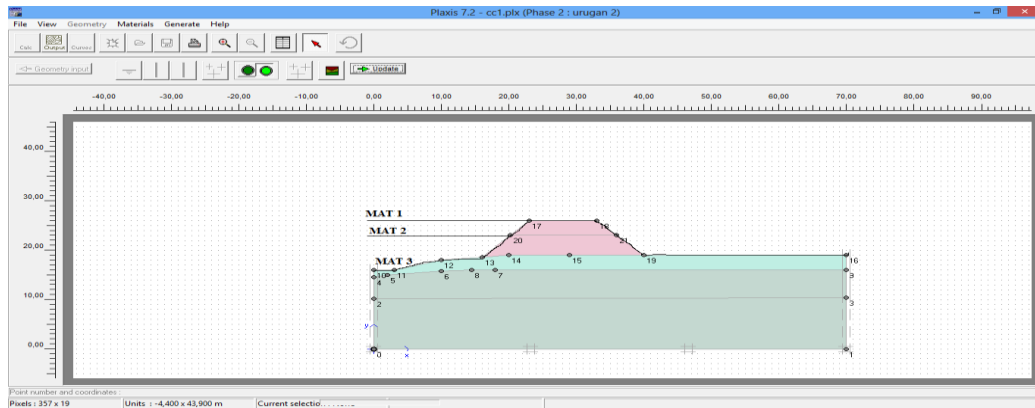 Plaxis 7.2 - cc1.plx (Phase 2 : urugan 2)
File View Geometry Materials Generate Help
Calc Output Curves
Geometry input Update
-40,00 -30,00 -20,00 -10,00 0,00 10,00 20,00 30,00 40,00 50,00 60,00 70,00 80,00 90,00
40,00
30,00
MAT 1
17 18
MAT 2
20 21
20,00
MAT 3
12 13 14 15 19 16
10 11 6 8 7 9
4 5
10,00
2 3
y
0,00
x
0 1
Point number and coordinates :
Pixels : 357 x 19 Units : -4,400 x 43,900 m Current selectio